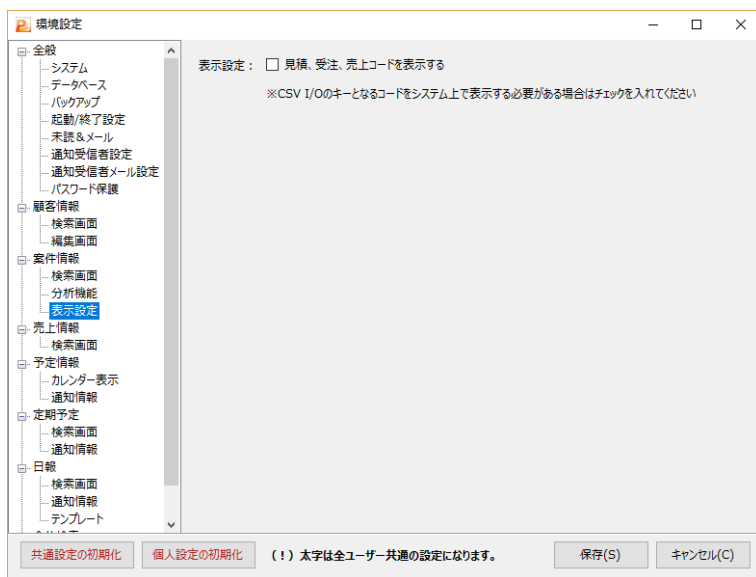 環境設定
全般
システム
データベース
バックアップ
起動/終了設定
未読＆メール
通知受信者設定
通知受信者メール設定
パスワード保護
顧客情報
検索画面
編集画面
案件情報
検索画面
分析機能
表示設定
売上情報
検索画面
予定情報
カレンダー表示
通知情報
定期予定
検索画面
通知情報
日報
検索画面
通知情報
テンプレート
表示設定： 見積、受注、売上コードを表示する
※CSV I/Oのキーとなるコードをシステム上で表示する必要がある場合はチェックを入れてください
共通設定の初期化 個人設定の初期化 (！) 太字は全ユーザー共通の設定になります。 保存(S) キャンセル(C)